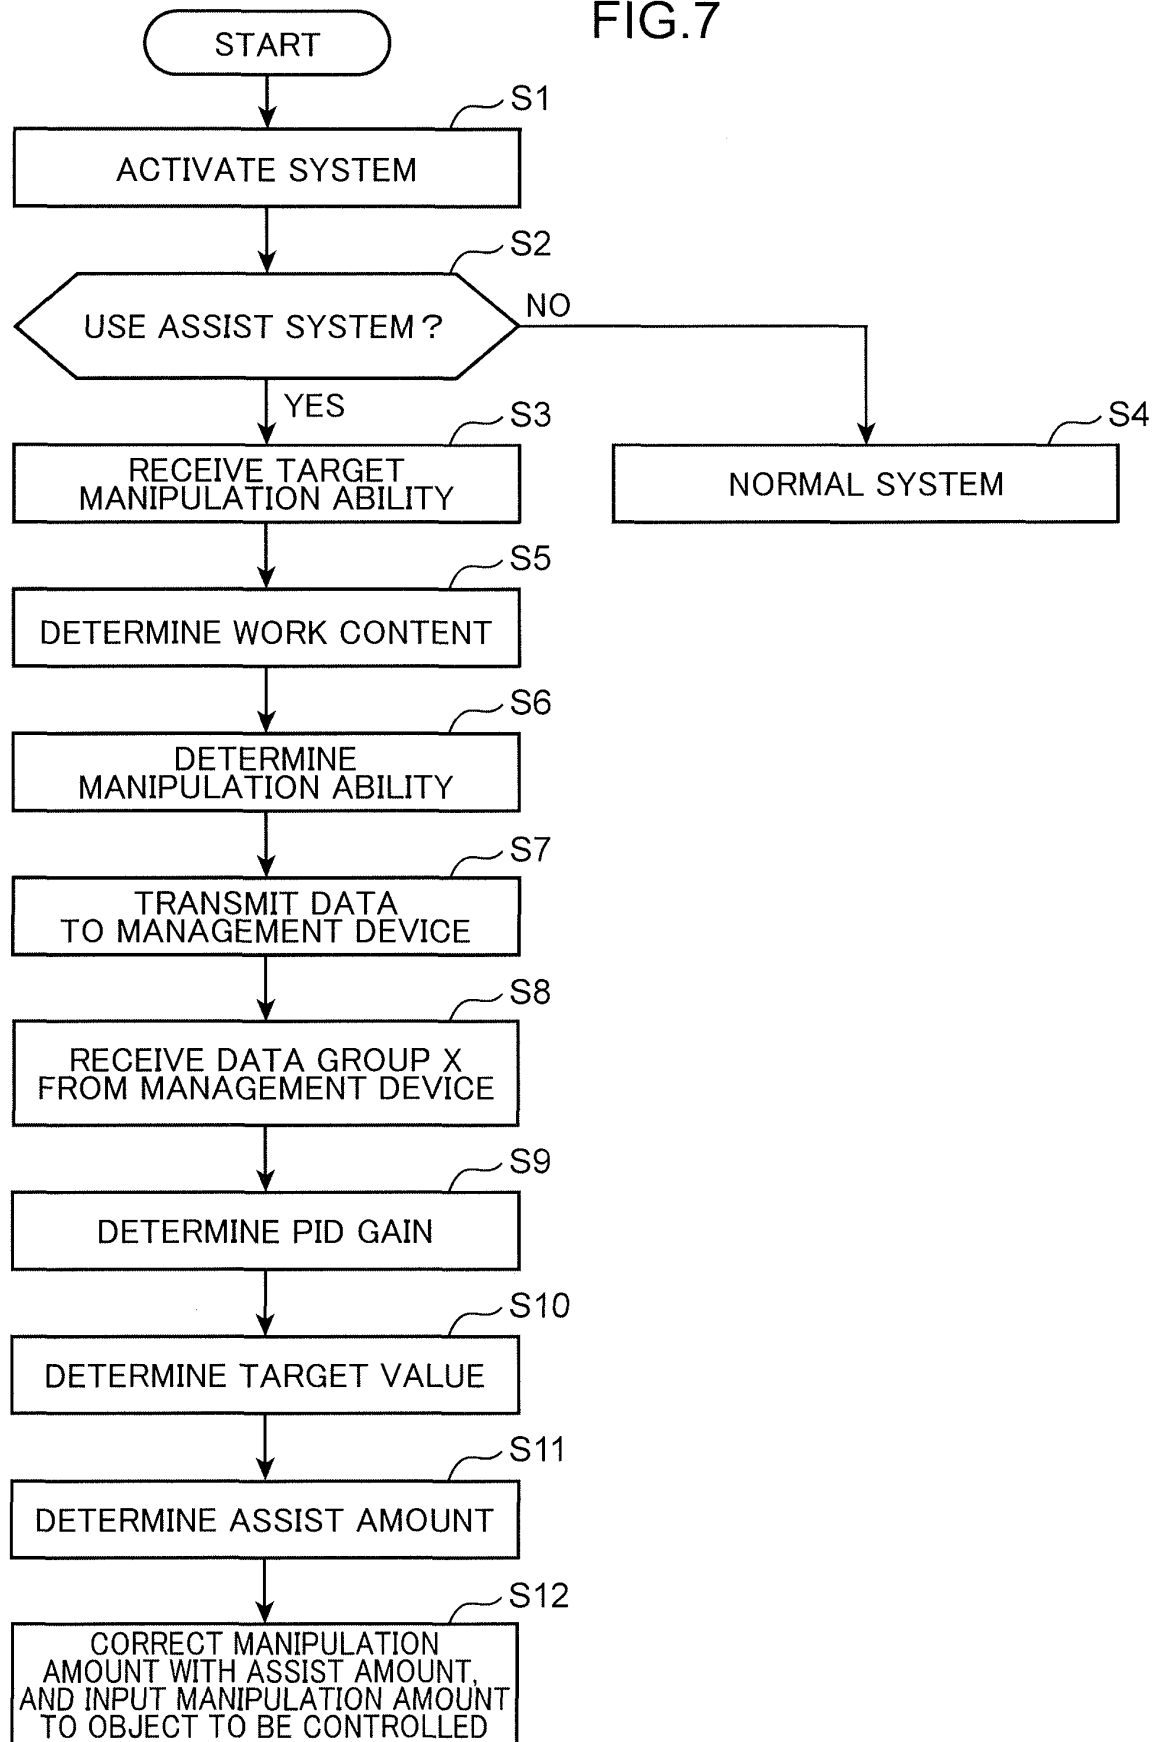 FIG.7
START
S1
ACTIVATE SYSTEM
S2
USE ASSIST SYSTEM?
NO
YES
S3
RECEIVE TARGET
MANIPULATION ABILITY
S4
NORMAL SYSTEM
S5
DETERMINE WORK CONTENT
S6
DETERMINE
MANIPULATION ABILITY
S7
TRANSMIT DATA
TO MANAGEMENT DEVICE
S8
RECEIVE DATA GROUP X
FROM MANAGEMENT DEVICE
S9
DETERMINE PID GAIN
S10
DETERMINE TARGET VALUE
S11
DETERMINE ASSIST AMOUNT
S12
CORRECT MANIPULATION
AMOUNT WITH ASSIST AMOUNT,
AND INPUT MANIPULATION AMOUNT
TO OBJECT TO BE CONTROLLED